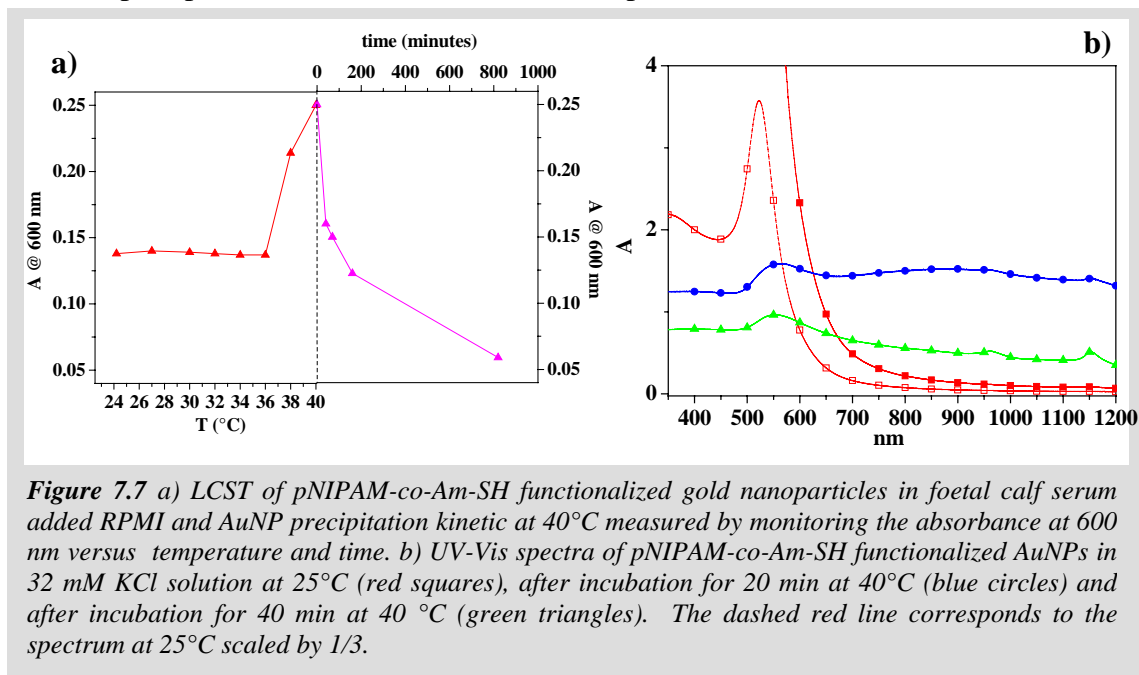 time (minutes)
a)
b)
0 200 400 600 800 1000
0.25
0.20
0.15
0.10
0.05
A @ 600 nm
24 26 28 30 32 34 36 38 40
T (°C)
0.25
0.20
0.15
0.10
0.05
A @ 600 nm
4
2
0
A
400 500 600 700 800 900 1000 1100 1200
nm
Figure 7.7 a) LCST of pNIPAM-co-Am-SH functionalized gold nanoparticles in foetal calf serum
added RPMI and AuNP precipitation kinetic at 40°C measured by monitoring the absorbance at 600
nm versus temperature and time. b) UV-Vis spectra of pNIPAM-co-Am-SH functionalized AuNPs in
32 mM KCl solution at 25°C (red squares), after incubation for 20 min at 40°C (blue circles) and
after incubation for 40 min at 40 °C (green triangles). The dashed red line corresponds to the
spectrum at 25°C scaled by 1/3.